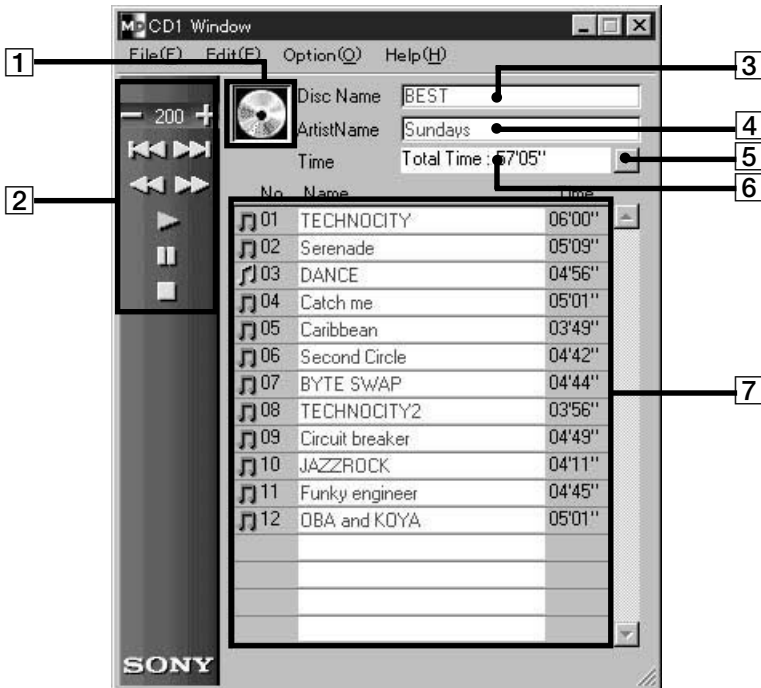 MD CD1 Window
File(F) Edit(E) Option(O) Help(H)
1
3
200
Disc Name BEST
ArtistName Sundays
4
Time Total Time : 57'05''
5
6
2
No Name Time
01 TECHNOCITY 06'00''
02 Serenade 05'09''
03 DANCE 04'56''
04 Catch me 05'01''
05 Caribbean 03'49''
06 Second Circle 04'42''
07 BYTE SWAP 04'44''
7
08 TECHNOCITY2 03'56''
09 Circuit breaker 04'49''
10 JAZZROCK 04'11''
11 Funky engineer 04'45''
12 OBA and KOYA 05'01''
SONY